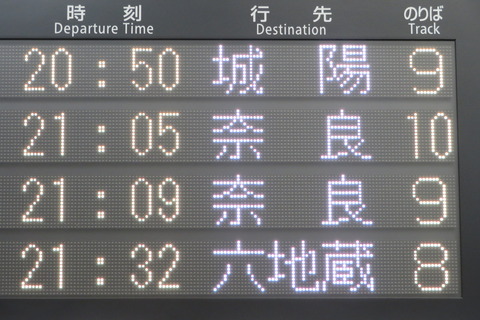 時刻 行先 のりば
Departure Time Destination Track
20:50 城陽 9
21:05 奈良 10
21:09 奈良 9
21:32 六地蔵 8